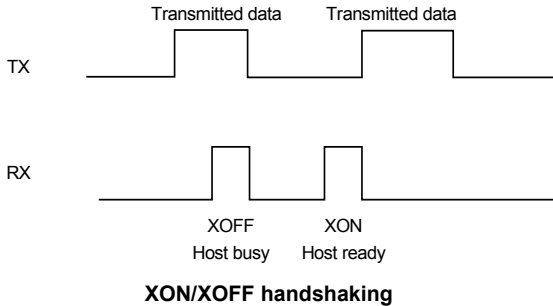 Transmitted data Transmitted data
TX
RX
XOFF XON
Host busy Host ready
XON/XOFF handshaking